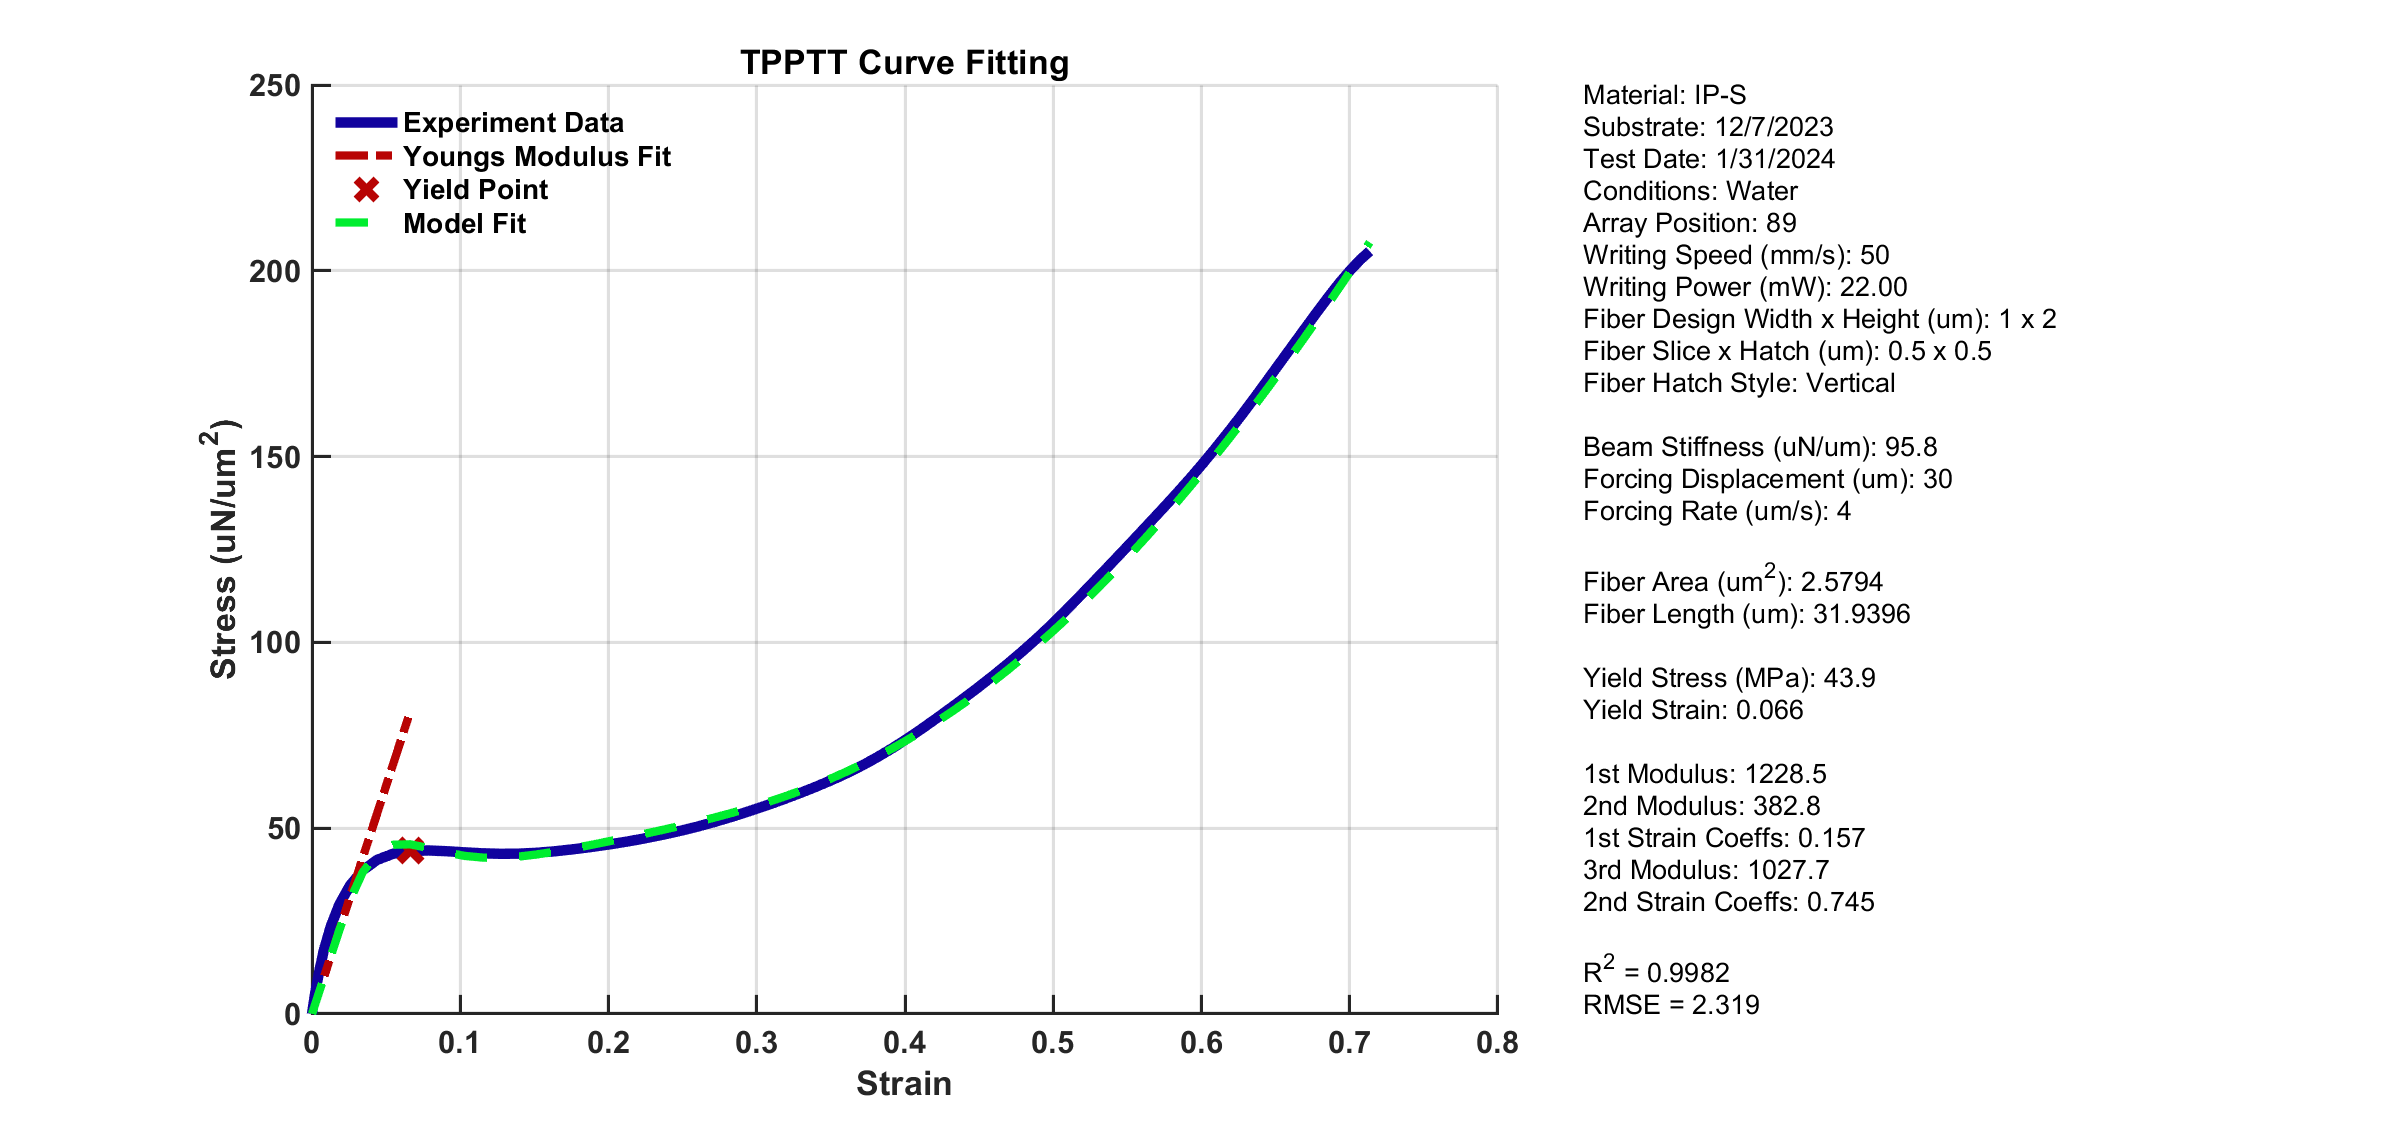 TPPTT Curve Fitting
250
200
150
100
50
0
Stress (uN/um2)
Experiment Data
Youngs Modulus Fit
Yield Point
Model Fit
0 0.1 0.2 0.3 0.4 0.5 0.6 0.7 0.8
Strain
Material: IP-S
Substrate: 12/7/2023
Test Date: 1/31/2024
Conditions: Water
Array Position: 89
Writing Speed (mm/s): 50
Writing Power (mW): 22.00
Fiber Design Width x Height (um): 1 x 2
Fiber Slice x Hatch (um): 0.5 x 0.5
Fiber Hatch Style: Vertical
Beam Stiffness (uN/um): 95.8
Forcing Displacement (um): 30
Forcing Rate (um/s): 4
Fiber Area (um2): 2.5794
Fiber Length (um): 31.9396
Yield Stress (MPa): 43.9
Yield Strain: 0.066
1st Modulus: 1228.5
2nd Modulus: 382.8
1st Strain Coeffs: 0.157
3rd Modulus: 1027.7
2nd Strain Coeffs: 0.745
R2 = 0.9982
RMSE = 2.319